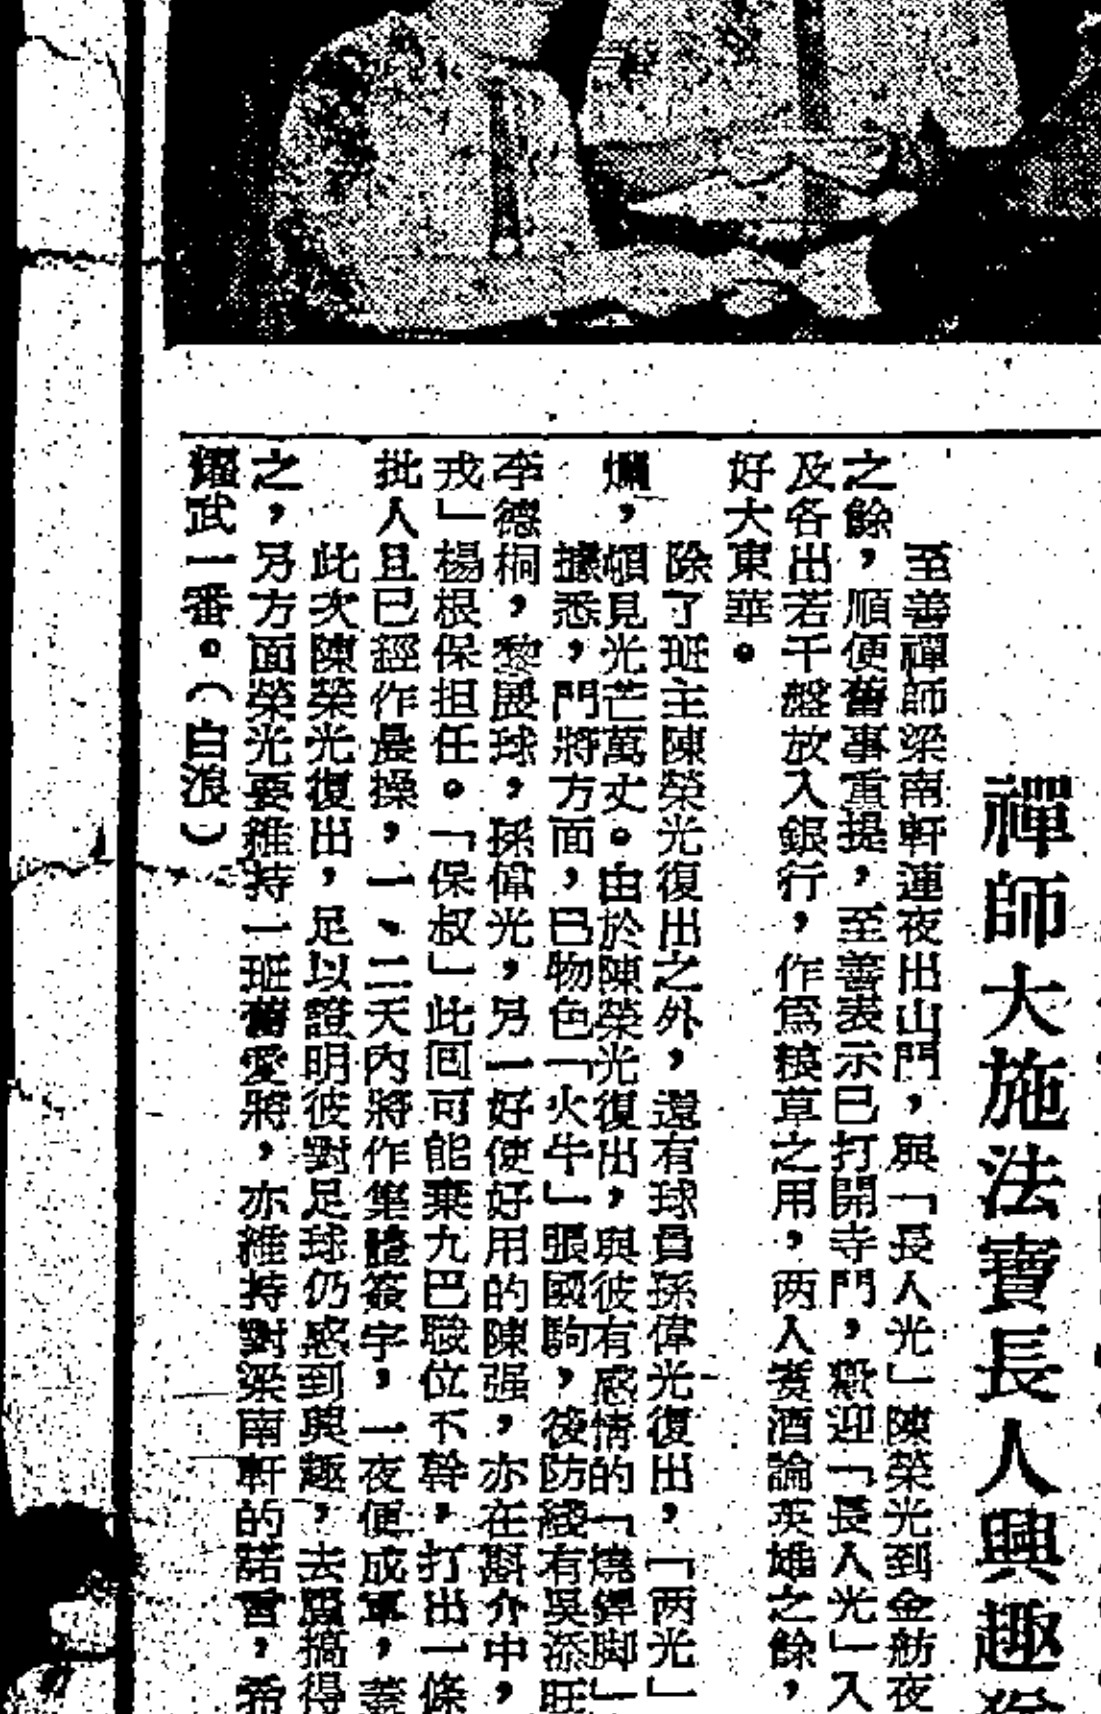 禪師大施法寶長人興趣
至善禪師梁南軒連夜出山門，與「長人光」陳榮光到金舫夜
之餘，順便舊事重提，至善表示已打開寺門，歡迎「長人光」入
及各出若干盤放入銀行，作為糧草之用，两人煑酒論英雄之餘，
好大東華。
除了班主陳榮光復出之外，還有球員孫偉光復出，「两光」
爛，頓見光芒萬丈。由於陳榮光復出，與彼有感情的「燒蹕脚」
據悉，門將方面，已物色「火牛」張國駒，後防綫有吳添旺
李德桐，黎展球，孫偉光，另一好使好用的陳强，亦在斟介中，
戎」楊根保担任。「保叔」此囘可能棄九巴職位不幹，打出一條
批人且已經作晨操，一、二天內將作集體簽字，一夜便成軍，蓋
此次陳榮光復出，足以證明彼對足球仍感到興趣，去搞得
之，另方面榮光要維持一班舊愛將，亦維持對梁南軒的諾言，希
耀武一番。（白浪）